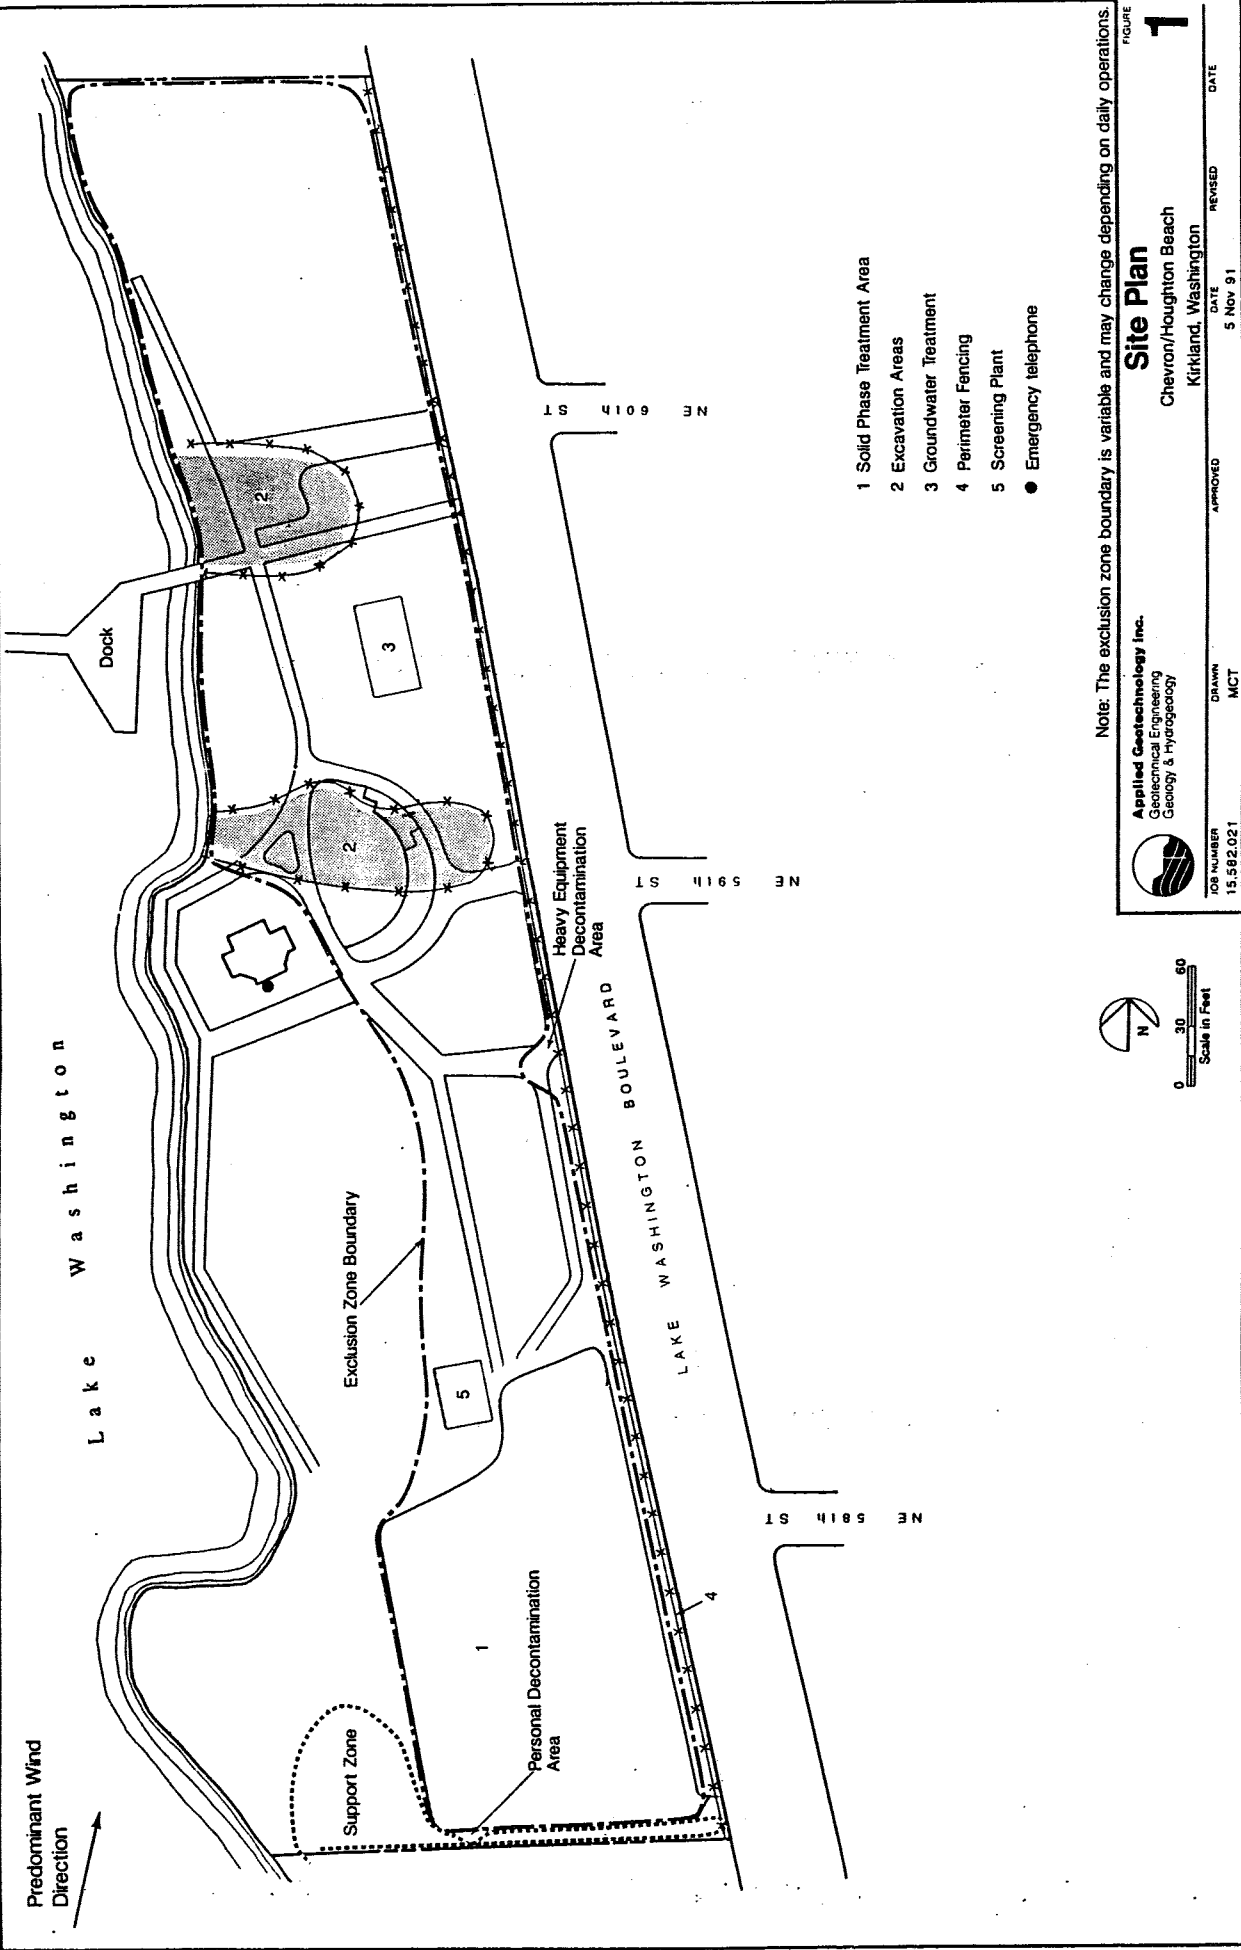 Predominant Wind
Direction
Lake Washington
Dock
Support Zone
Exclusion Zone Boundary
Personal Decontamination
Area
Heavy Equipment
Decontamination
Area
1
2
2
3
4
5
LAKE WASHINGTON BOULEVARD
NE 58th ST
NE 59th ST
NE 60th ST
1 Solid Phase Treatment Area
2 Excavation Areas
3 Groundwater Treatment
4 Perimeter Fencing
5 Screening Plant
● Emergency telephone
N
0 30 60
Scale in Feet
Note: The exclusion zone boundary is variable and may change depending on daily operations.
Applied Geotechnology Inc.
Geotechnical Engineering
Geology & Hydrogeology
Site Plan
Chevron/Houghton Beach
Kirkland, Washington
FIGURE
1
JOB NUMBER
15,582.021
DRAWN
MCT
APPROVED
DATE
5 Nov 91
REVISED
DATE